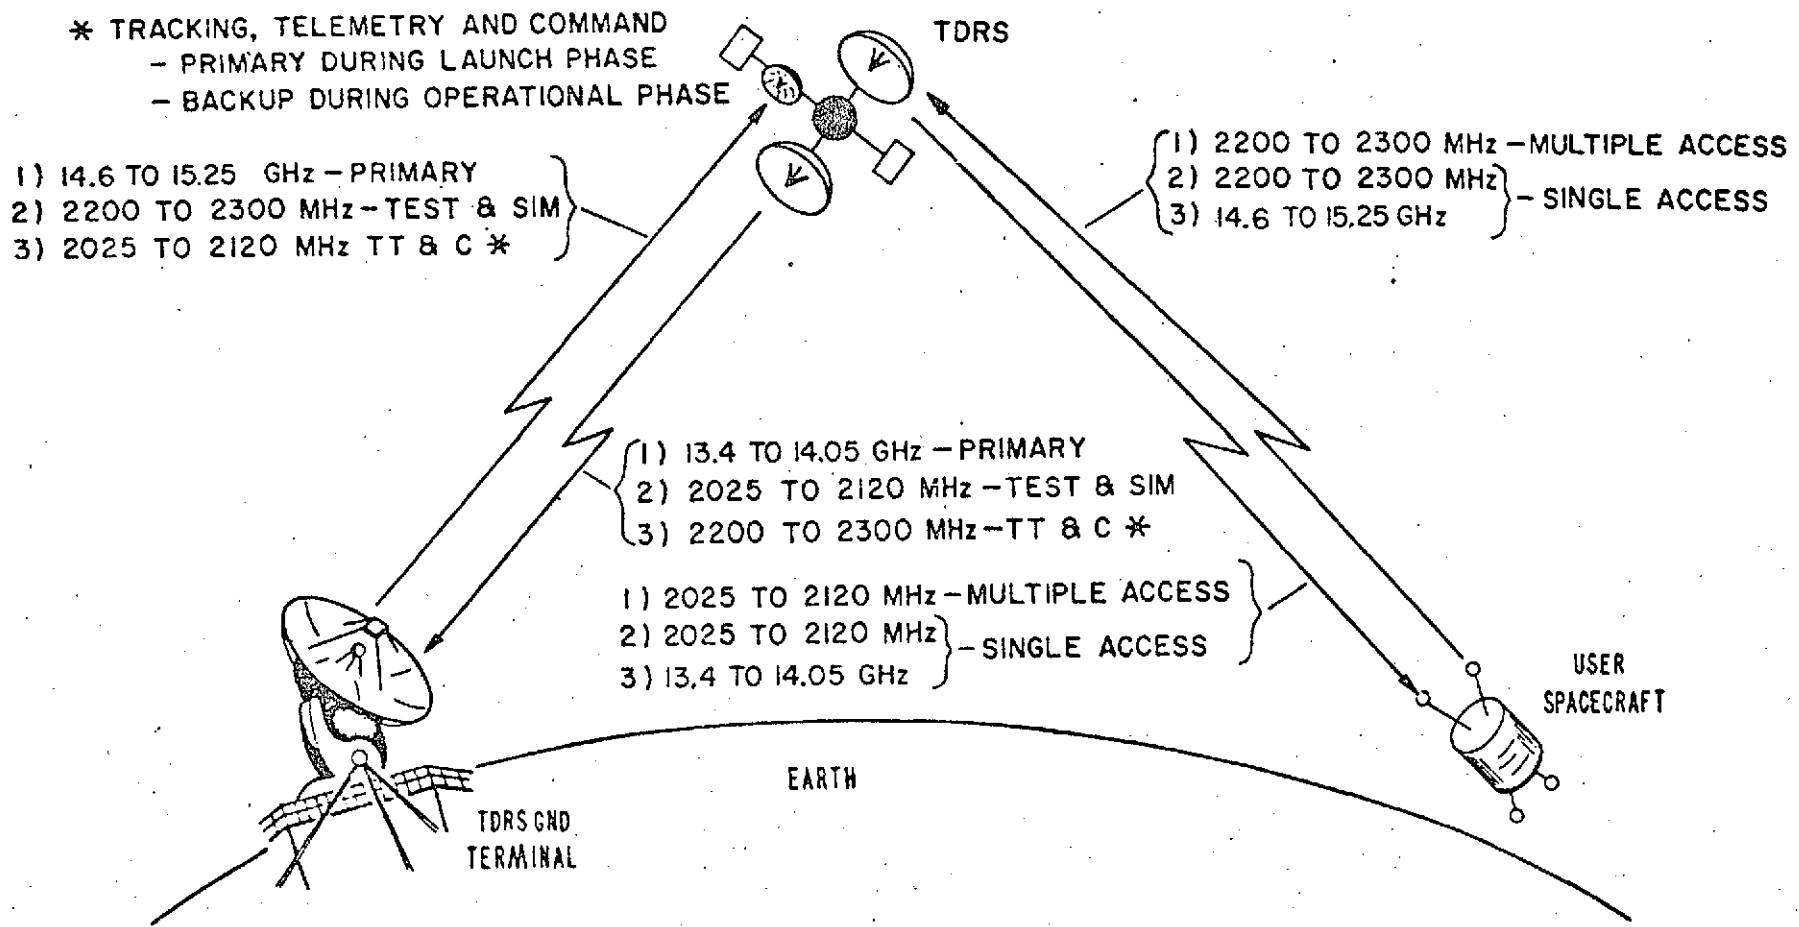 * TRACKING, TELEMETRY AND COMMAND
– PRIMARY DURING LAUNCH PHASE
– BACKUP DURING OPERATIONAL PHASE
TDRS
1) 14.6 TO 15.25 GHz – PRIMARY
2) 2200 TO 2300 MHz – TEST & SIM
3) 2025 TO 2120 MHz TT & C *
1) 2200 TO 2300 MHz – MULTIPLE ACCESS
2) 2200 TO 2300 MHz
3) 14.6 TO 15.25 GHz
– SINGLE ACCESS
1) 13.4 TO 14.05 GHz – PRIMARY
2) 2025 TO 2120 MHz – TEST & SIM
3) 2200 TO 2300 MHz – TT & C *
1) 2025 TO 2120 MHz – MULTIPLE ACCESS
2) 2025 TO 2120 MHz
3) 13.4 TO 14.05 GHz
– SINGLE ACCESS
USER
SPACECRAFT
EARTH
TDRS GND
TERMINAL